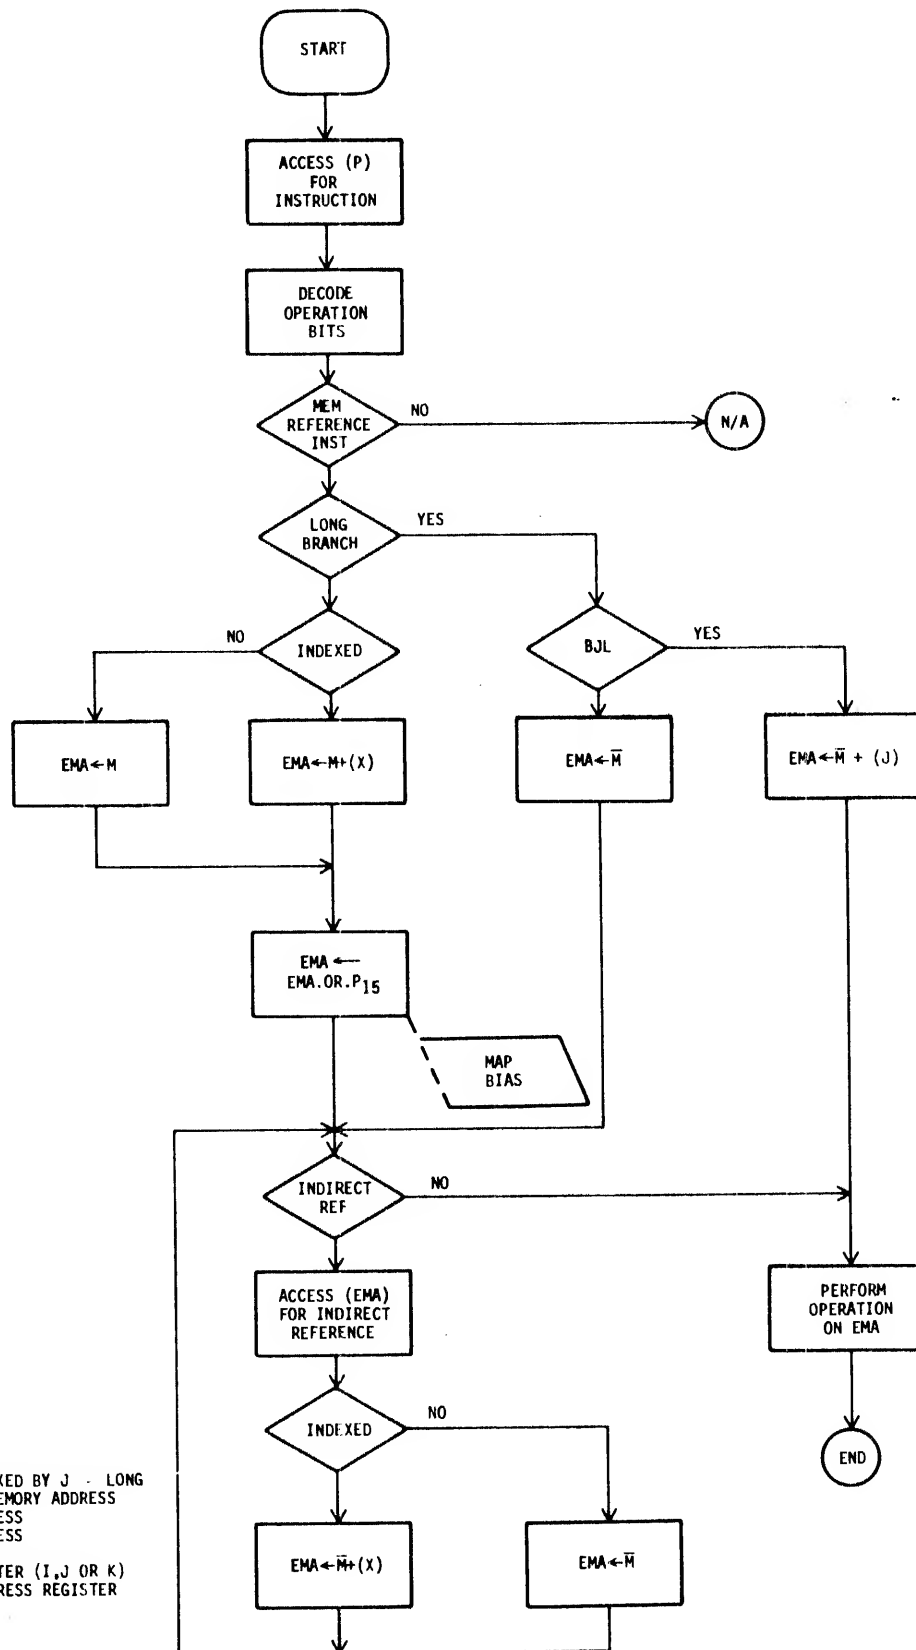 START
ACCESS (P)
FOR
INSTRUCTION
DECODE
OPERATION
BITS
MEM
REFERENCE
INST
NO
N/A
LONG
BRANCH
YES
NO
INDEXED
BJL
YES
EMA←M
EMA←M+(X)
EMA←M̅
EMA←M̅ + (J)
EMA ←
EMA.OR.P15
MAP
BIAS
INDIRECT
REF
NO
ACCESS (EMA)
FOR INDIRECT
REFERENCE
PERFORM
OPERATION
ON EMA
INDEXED
NO
END
XED BY J - LONG
EMORY ADDRESS
ESS
ESS
TER (I,J OR K)
RESS REGISTER
EMA←M̅+(X)
EMA←M̅